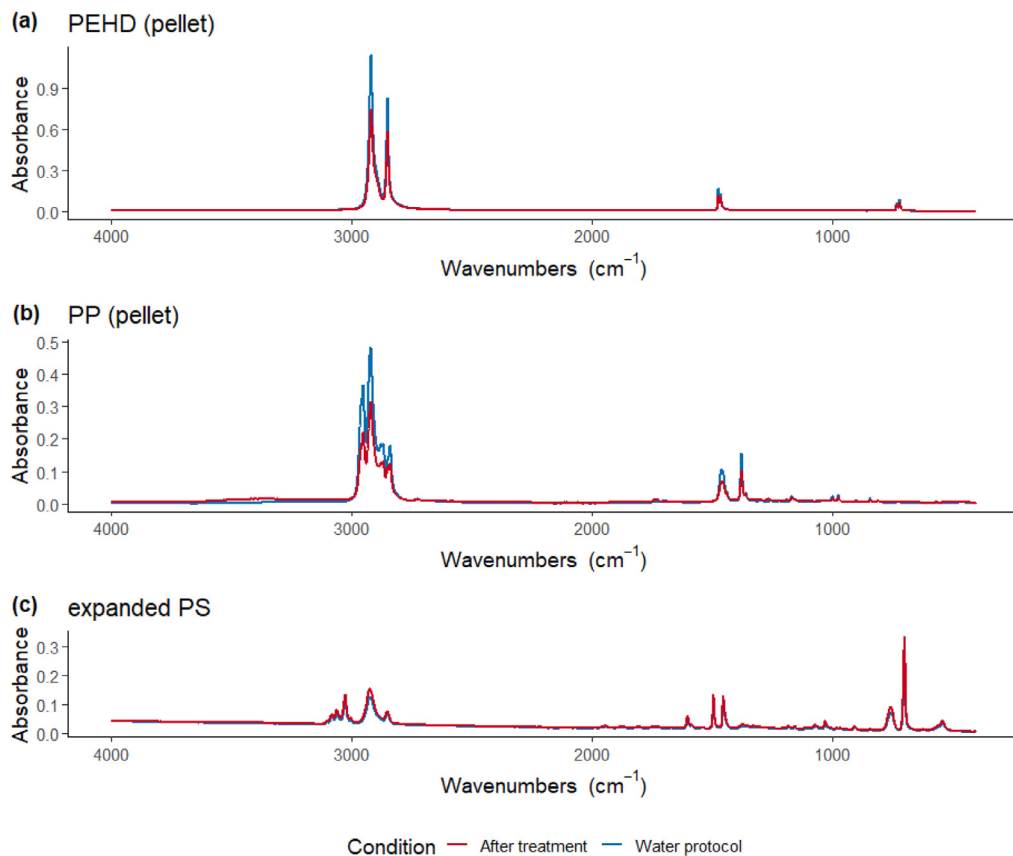 (a) PEHD (pellet)
Absorbance
0.9
0.6
0.3
0.0
4000 3000 2000 1000
Wavenumbers (cm⁻¹)
(b) PP (pellet)
Absorbance
0.5
0.4
0.3
0.2
0.1
0.0
4000 3000 2000 1000
Wavenumbers (cm⁻¹)
(c) expanded PS
Absorbance
0.3
0.2
0.1
0.0
4000 3000 2000 1000
Wavenumbers (cm⁻¹)
Condition After treatment Water protocol